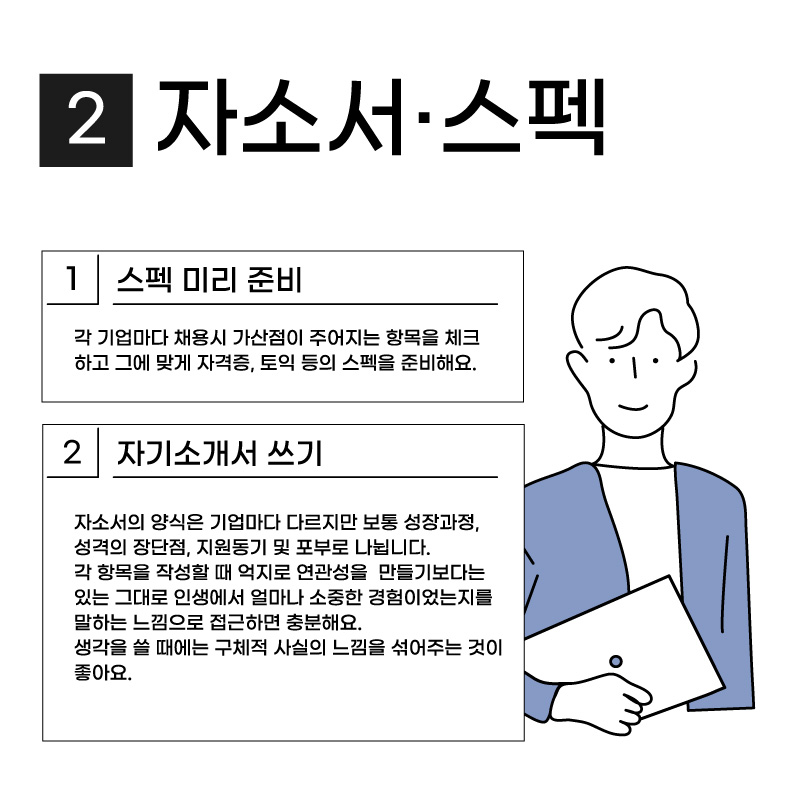 2 자소서·스펙
1 스펙 미리 준비
각 기업마다 채용시 가산점이 주어지는 항목을 체크
하고 그에 맞게 자격증, 토익 등의 스펙을 준비해요.
2 자기소개서 쓰기
자소서의 양식은 기업마다 다르지만 보통 성장과정,
성격의 장단점, 지원동기 및 포부로 나뉩니다.
각 항목을 작성할 때 억지로 연관성을  만들기보다는
있는 그대로 인생에서 얼마나 소중한 경험이었는지를
말하는 느낌으로 접근하면 충분해요.
생각을 쓸 때에는 구체적 사실의 느낌을 섞어주는 것이
좋아요.